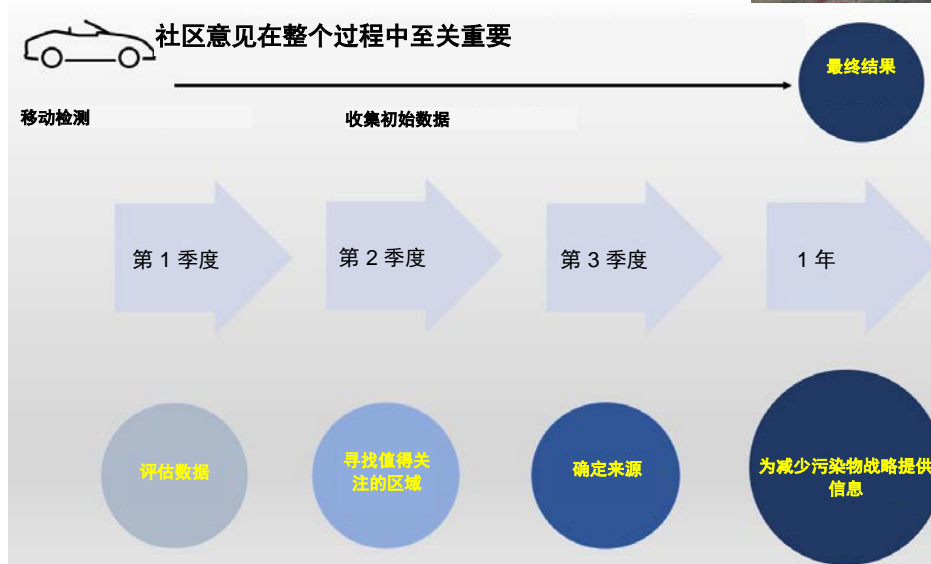 社区意见在整个过程中至关重要
最终结果
移动检测
收集初始数据
第 1 季度
第 2 季度
第 3 季度
1 年
评估数据
寻找值得关
注的区域
确定来源
为减少污染物战略提供
信息